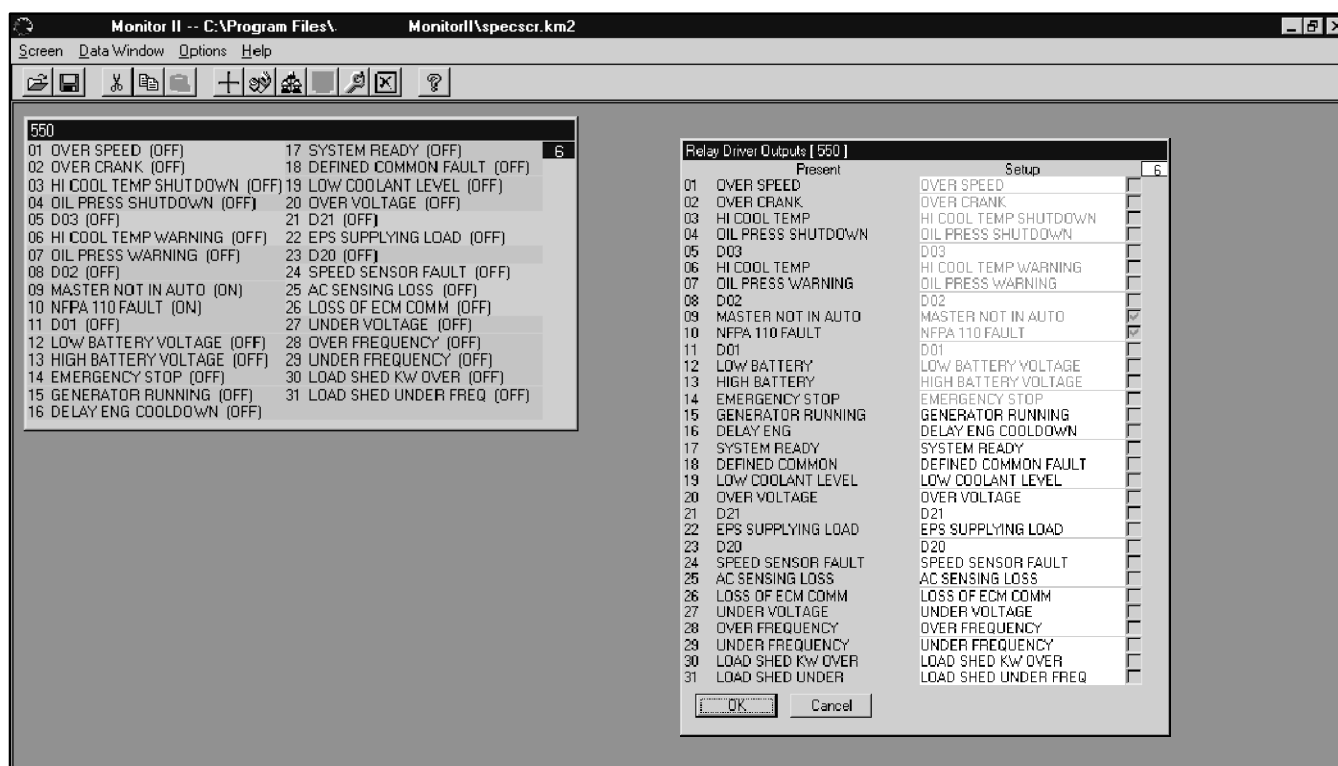 Monitor II -- C:\Program Files\. MonitorII\specscr.km2
Screen Data Window Options Help
550
01 OVER SPEED (OFF) 17 SYSTEM READY (OFF) 6
02 OVER CRANK (OFF) 18 DEFINED COMMON FAULT (OFF)
03 HI COOL TEMP SHUTDOWN (OFF) 19 LOW COOLANT LEVEL (OFF)
04 OIL PRESS SHUTDOWN (OFF) 20 OVER VOLTAGE (OFF)
05 D03 (OFF) 21 D21 (OFF)
06 HI COOL TEMP WARNING (OFF) 22 EPS SUPPLYING LOAD (OFF)
07 OIL PRESS WARNING (OFF) 23 D20 (OFF)
08 D02 (OFF) 24 SPEED SENSOR FAULT (OFF)
09 MASTER NOT IN AUTO (ON) 25 AC SENSING LOSS (OFF)
10 NFPA 110 FAULT (ON) 26 LOSS OF ECM COMM (OFF)
11 D01 (OFF) 27 UNDER VOLTAGE (OFF)
12 LOW BATTERY VOLTAGE (OFF) 28 OVER FREQUENCY (OFF)
13 HIGH BATTERY VOLTAGE (OFF) 29 UNDER FREQUENCY (OFF)
14 EMERGENCY STOP (OFF) 30 LOAD SHED KW OVER (OFF)
15 GENERATOR RUNNING (OFF) 31 LOAD SHED UNDER FREQ (OFF)
16 DELAY ENG COOLDOWN (OFF)
Relay Driver Outputs [ 550 ]
Present Setup 6
01 OVER SPEED OVER SPEED
02 OVER CRANK OVER CRANK
03 HI COOL TEMP HI COOL TEMP SHUTDOWN
04 OIL PRESS SHUTDOWN OIL PRESS SHUTDOWN
05 D03 D03
06 HI COOL TEMP HI COOL TEMP WARNING
07 OIL PRESS WARNING OIL PRESS WARNING
08 D02 D02
09 MASTER NOT IN AUTO MASTER NOT IN AUTO
10 NFPA 110 FAULT NFPA 110 FAULT
11 D01 D01
12 LOW BATTERY LOW BATTERY VOLTAGE
13 HIGH BATTERY HIGH BATTERY VOLTAGE
14 EMERGENCY STOP EMERGENCY STOP
15 GENERATOR RUNNING GENERATOR RUNNING
16 DELAY ENG DELAY ENG COOLDOWN
17 SYSTEM READY SYSTEM READY
18 DEFINED COMMON DEFINED COMMON FAULT
19 LOW COOLANT LEVEL LOW COOLANT LEVEL
20 OVER VOLTAGE OVER VOLTAGE
21 D21 D21
22 EPS SUPPLYING LOAD EPS SUPPLYING LOAD
23 D20 D20
24 SPEED SENSOR FAULT SPEED SENSOR FAULT
25 AC SENSING LOSS AC SENSING LOSS
26 LOSS OF ECM COMM LOSS OF ECM COMM
27 UNDER VOLTAGE UNDER VOLTAGE
28 OVER FREQUENCY OVER FREQUENCY
29 UNDER FREQUENCY UNDER FREQUENCY
30 LOAD SHED KW OVER LOAD SHED KW OVER
31 LOAD SHED UNDER LOAD SHED UNDER FREQ
OK Cancel